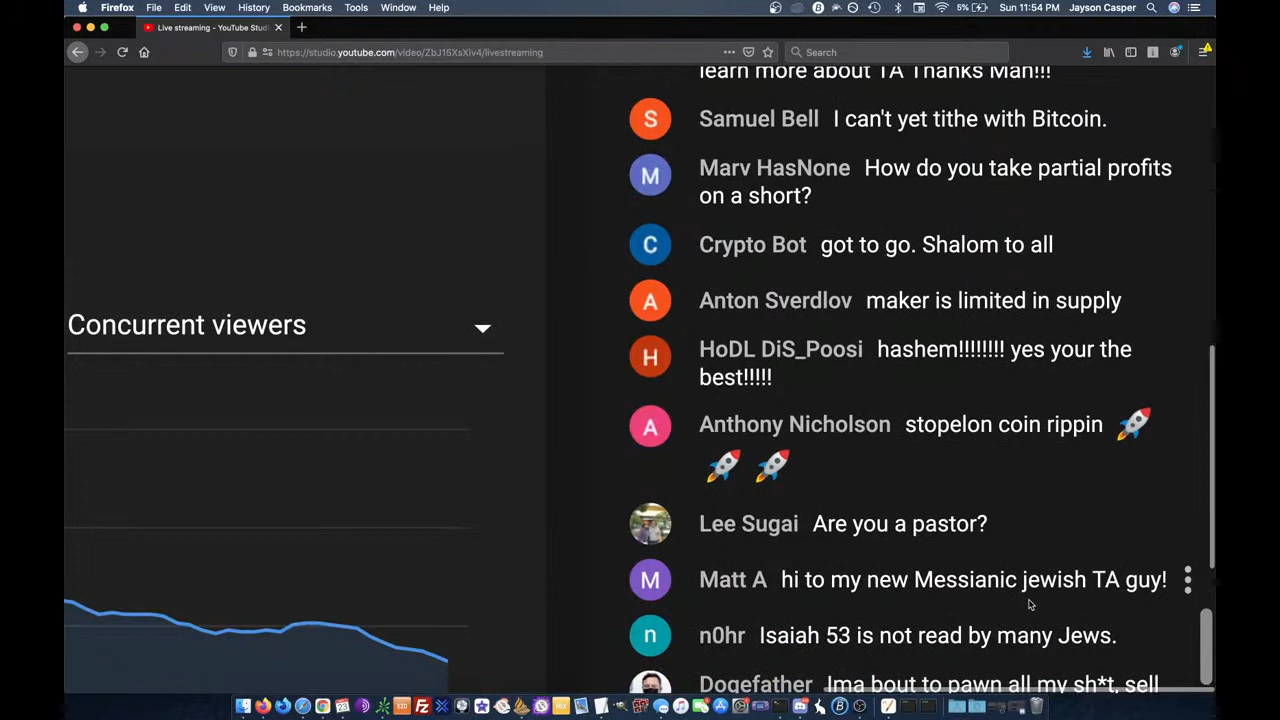 Firefox File Edit View History Bookmarks Tools Window Help 5% Sun 11:54 PM Jayson Casper
Live streaming - YouTube Stud
https://studio.youtube.com/video/ZbJ15XsXiv4/livestreaming Search
learn more about TA Thanks Man!!!
S Samuel Bell I can't yet tithe with Bitcoin.
M Marv HasNone How do you take partial profits
on a short?
C Crypto Bot got to go. Shalom to all
Concurrent viewers
A Anton Sverdlov maker is limited in supply
H HoDL DiS_Poosi hashem!!!!!!!! yes your the
best!!!!!
A Anthony Nicholson stopelon coin rippin 🚀
🚀 🚀
Lee Sugai Are you a pastor?
M Matt A hi to my new Messianic jewish TA guy!
n n0hr Isaiah 53 is not read by many Jews.
Dogefather Ima bout to pawn all my sh*t, sell